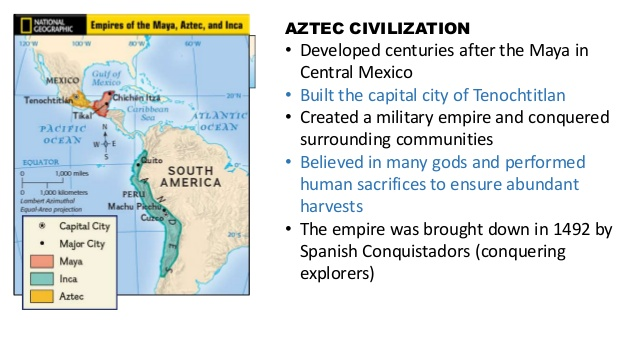 NATIONAL
GEOGRAPHIC
Empires of the Maya, Aztec, and Inca
120°W
100°W
80°W
60°W
MEXICO
Gulf of
Mexico
Tenochtitlán
Chichén Itzá
20°N
Caribbean
Sea
Tikal
ATLANTIC
OCEAN
PACIFIC
OCEAN
N
W
E
S
EQUATOR
Quito
SOUTH
AMERICA
0
1,000 miles
0
1,000 kilometers
Lambert Azimuthal
Equal-Area projection
PERU
Machu Picchu
Cuzco
ANDES
20°S
Capital City
Major City
Maya
Inca
Aztec
AZTEC CIVILIZATION
• Developed centuries after the Maya in
Central Mexico
• Built the capital city of Tenochtitlan
• Created a military empire and conquered
surrounding communities
• Believed in many gods and performed
human sacrifices to ensure abundant
harvests
• The empire was brought down in 1492 by
Spanish Conquistadors (conquering
explorers)